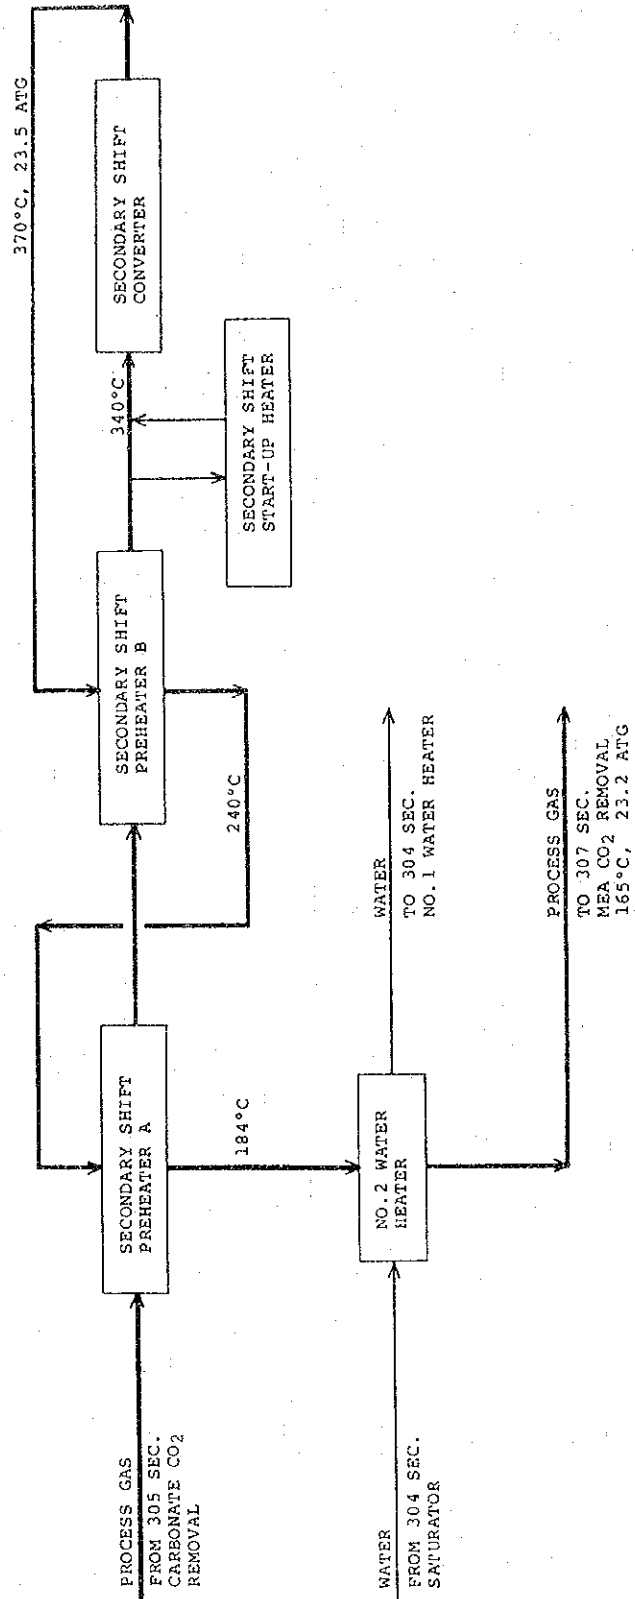 370°C, 23.5 ATG
SECONDARY SHIFT
CONVERTER
340°C
SECONDARY SHIFT
START-UP HEATER
SECONDARY SHIFT
PREHEATER B
240°C
SECONDARY SHIFT
PREHEATER A
184°C
PROCESS GAS
FROM 305 SEC.
CARBONATE CO2
REMOVAL
NO.2 WATER
HEATER
WATER
TO 304 SEC.
NO.1 WATER HEATER
PROCESS GAS
TO 307 SEC.
MEA CO2 REMOVAL
165°C, 23.2 ATG
WATER
FROM 304 SEC.
SATURATOR